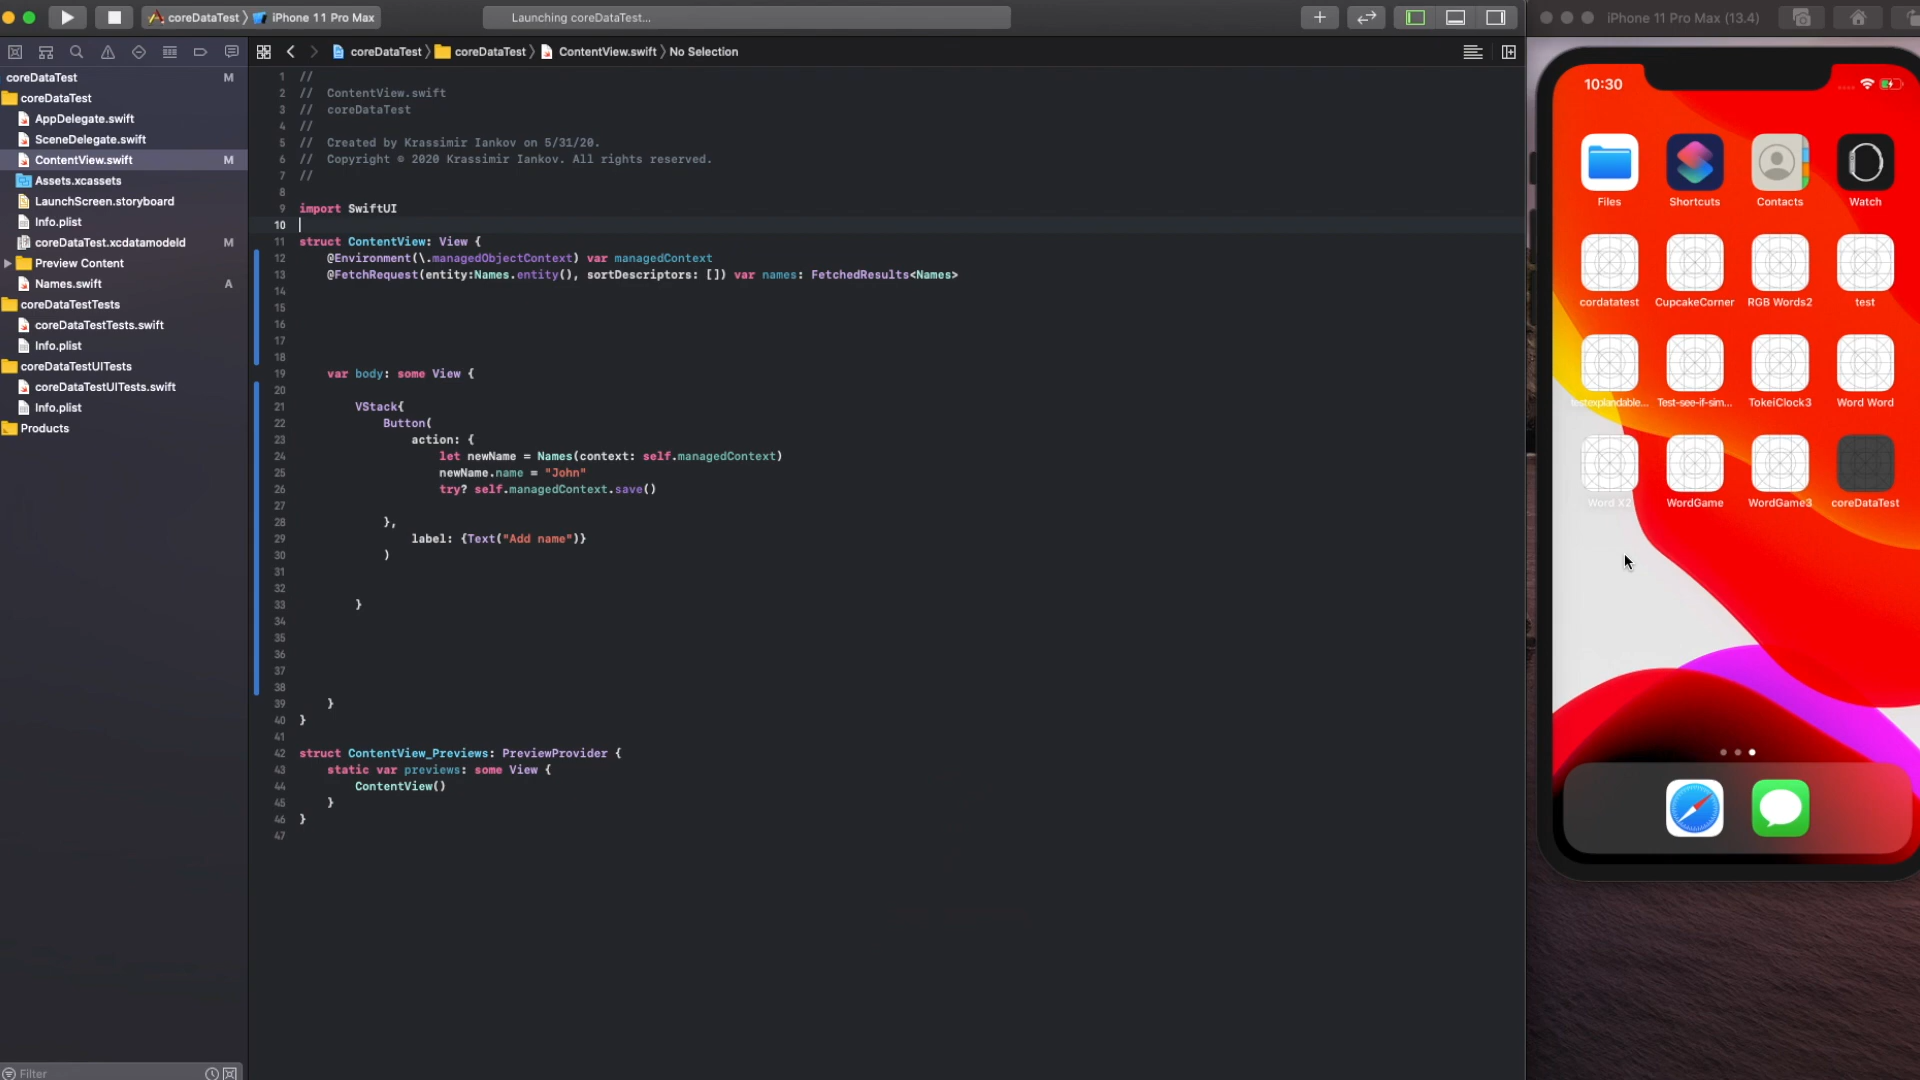 coreDataTest 〉 iPhone 11 Pro Max
Launching coreDataTest...
iPhone 11 Pro Max (13.4)
coreDataTest 〉 coreDataTest 〉 ContentView.swift 〉 No Selection
coreDataTest M
coreDataTest
AppDelegate.swift
SceneDelegate.swift
ContentView.swift M
Assets.xcassets
LaunchScreen.storyboard
Info.plist
coreDataTest.xcdatamodeld M
Preview Content
Names.swift A
coreDataTestTests
coreDataTestTests.swift
Info.plist
coreDataTestUITests
coreDataTestUITests.swift
Info.plist
Products
Filter
1 //
2 // ContentView.swift
3 // coreDataTest
4 //
5 // Created by Krassimir Iankov on 5/31/20.
6 // Copyright © 2020 Krassimir Iankov. All rights reserved.
7 //
8
9 import SwiftUI
10
11 struct ContentView: View {
12 @Environment(\.managedObjectContext) var managedContext
13 @FetchRequest(entity:Names.entity(), sortDescriptors: []) var names: FetchedResults<Names>
14
15
16
17
18
19 var body: some View {
20
21 VStack{
22 Button(
23 action: {
24 let newName = Names(context: self.managedContext)
25 newName.name = "John"
26 try? self.managedContext.save()
27
28 },
29 label: {Text("Add name")}
30 )
31
32
33 }
34
35
36
37
38
39 }
40 }
41
42 struct ContentView_Previews: PreviewProvider {
43 static var previews: some View {
44 ContentView()
45 }
46 }
47
10:30
Files Shortcuts Contacts Watch
cordatatest CupcakeCorner RGB Words2 test
testexplandable... Test-see-if-sim... TokeiClock3 Word Word
Word X2 WordGame WordGame3 coreDataTest